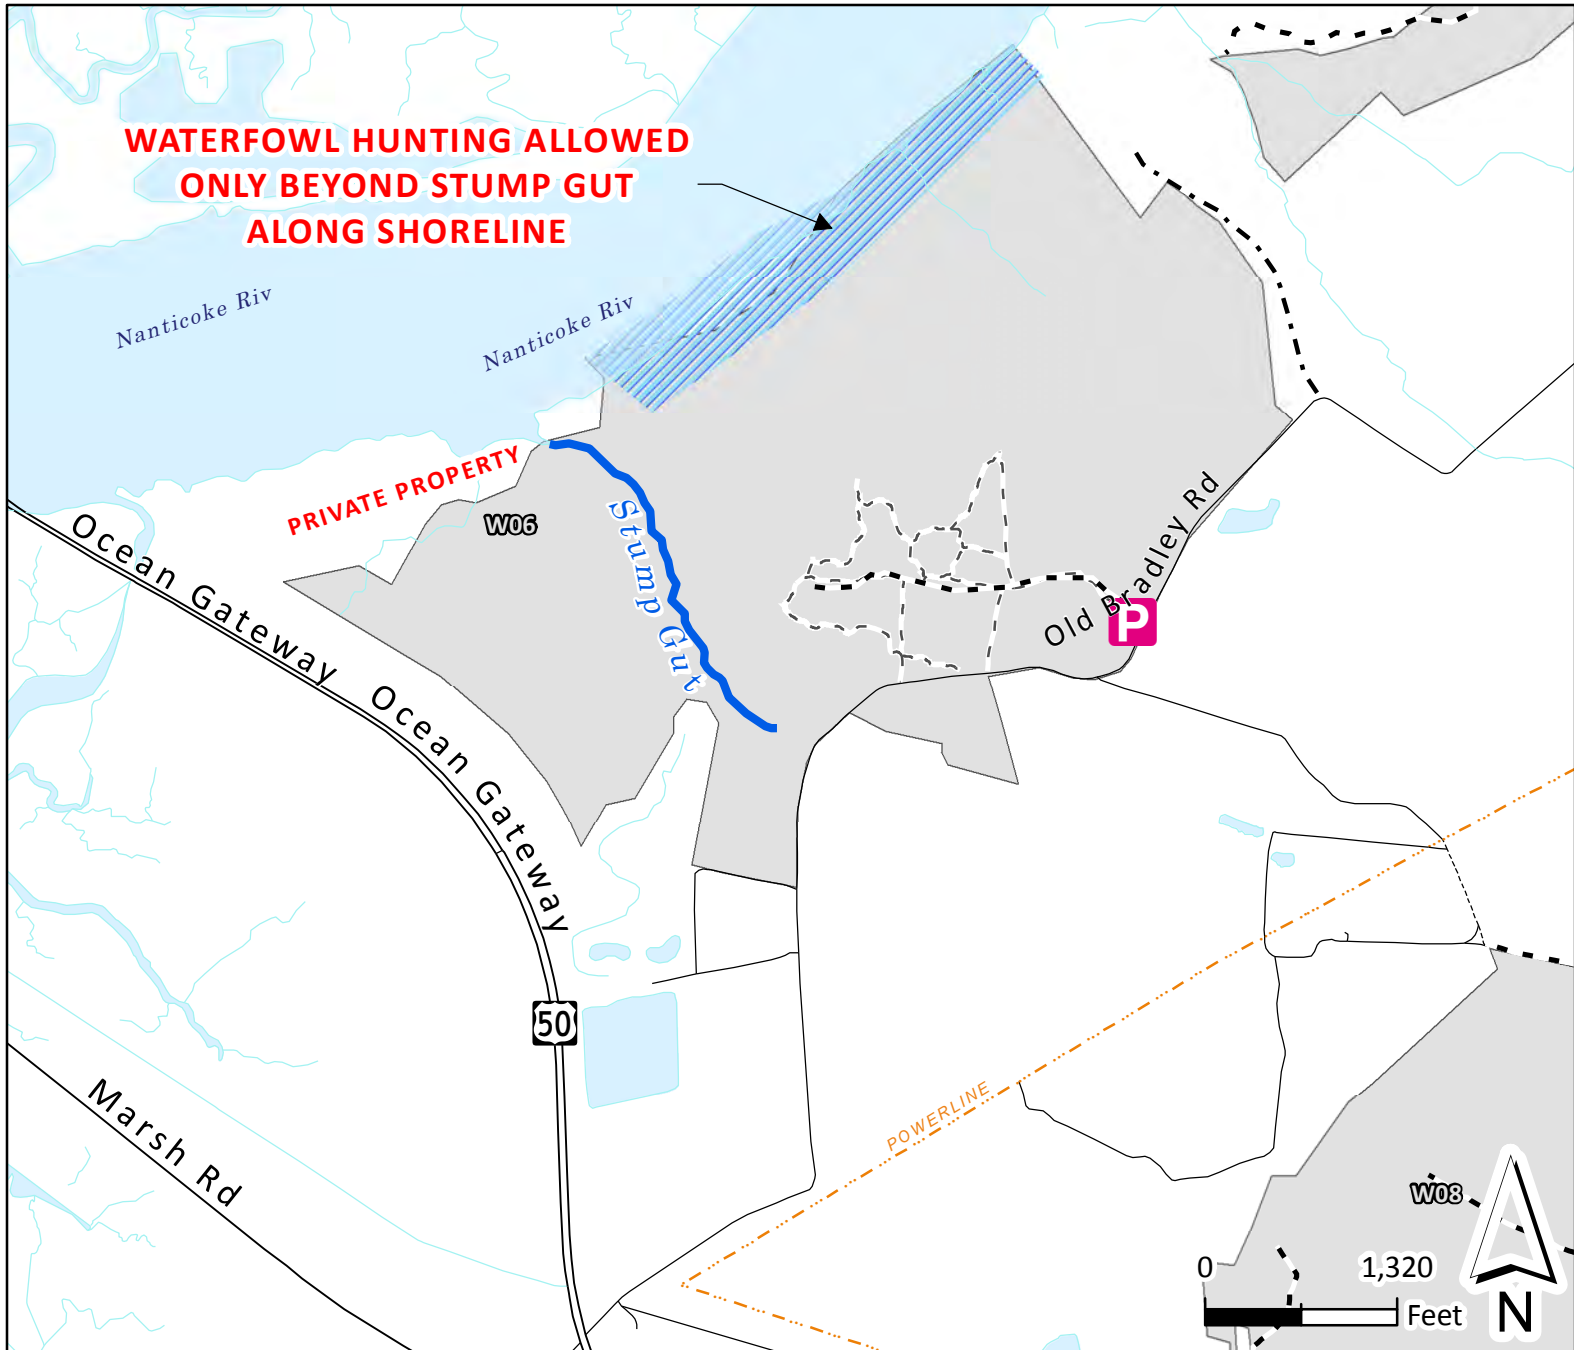 WATERFOWL HUNTING ALLOWED
ONLY BEYOND STUMP GUT
ALONG SHORELINE
Nanticoke Riv
Nanticoke Riv
PRIVATE PROPERTY
W06
Stump Gut
Old Bradley Rd
P
Ocean Gateway
Ocean Gateway
50
Marsh Rd
POWERLINE
W08
0 1,320
Feet
N